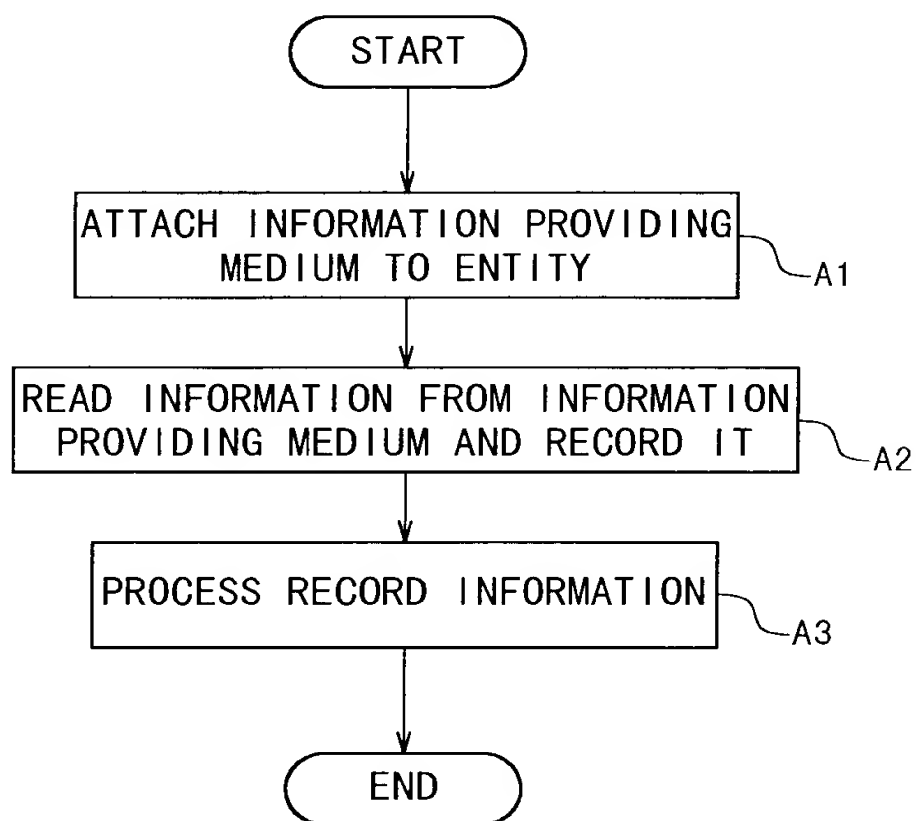 START
ATTACH INFORMATION PROVIDING
MEDIUM TO ENTITY
A1
READ INFORMATION FROM INFORMATION
PROVIDING MEDIUM AND RECORD IT
A2
PROCESS RECORD INFORMATION
A3
END